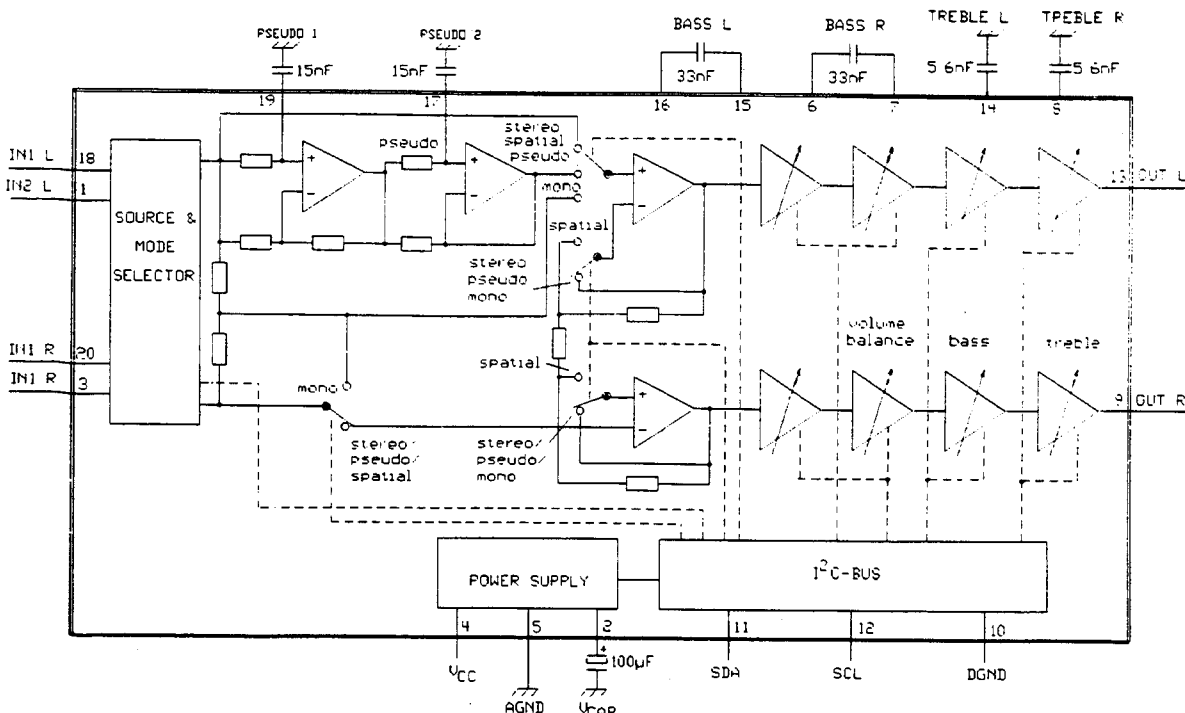 PSEUDO 1
PSEUDO 2
BASS L
BASS R
TREBLE L
TREBLE R
15nF
15nF
33nF
33nF
5 6nF
5 6nF
19
17
16
15
6
7
14
8
IN1 L
18
IN2 L
1
SOURCE &
MODE
SELECTOR
pseudo
stereo
spatial
pseudo
mono
spatial
stereo
pseudo
mono
13
OUT L
IN1 R
20
IN1 R
3
mono
stereo/
pseudo/
spatial
spatial
stereo/
pseudo/
mono
volume
balance
bass
treble
9
OUT R
POWER SUPPLY
I²C-BUS
4
5
2
11
12
10
VCC
AGND
+
100µF
VCAP
SDA
SCL
DGND